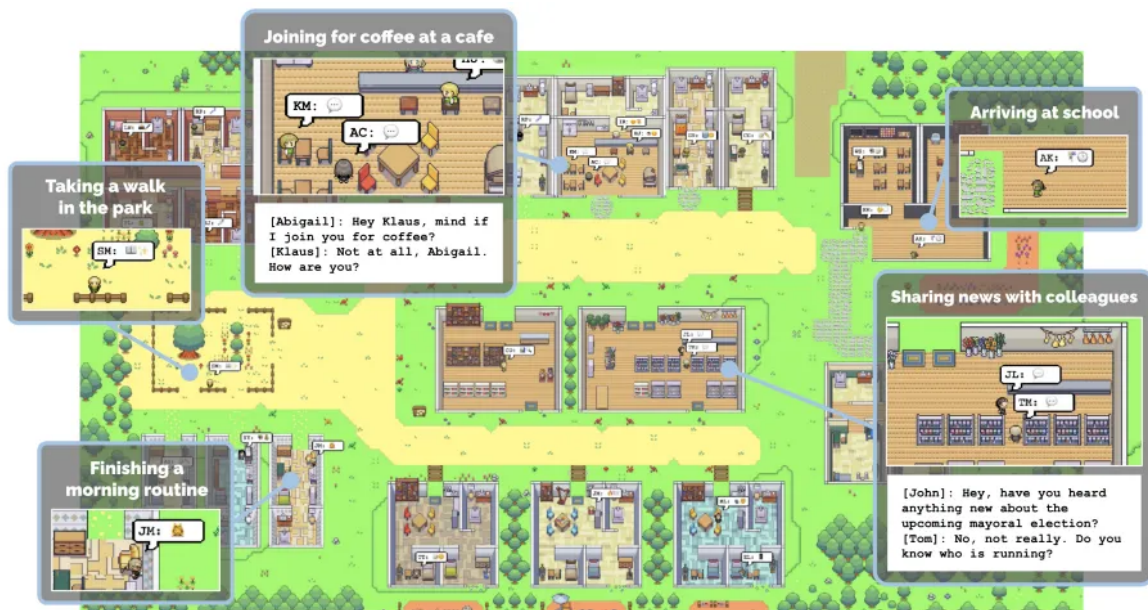 Joining for coffee at a cafe
KM:
AC:
[Abigail]: Hey Klaus, mind if
I join you for coffee?
[Klaus]: Not at all, Abigail.
How are you?
Arriving at school
AK:
Taking a walk
in the park
SM:
Sharing news with colleagues
JL:
TM:
[John]: Hey, have you heard
anything new about the
upcoming mayoral election?
[Tom]: No, not really. Do you
know who is running?
Finishing a
morning routine
JM: